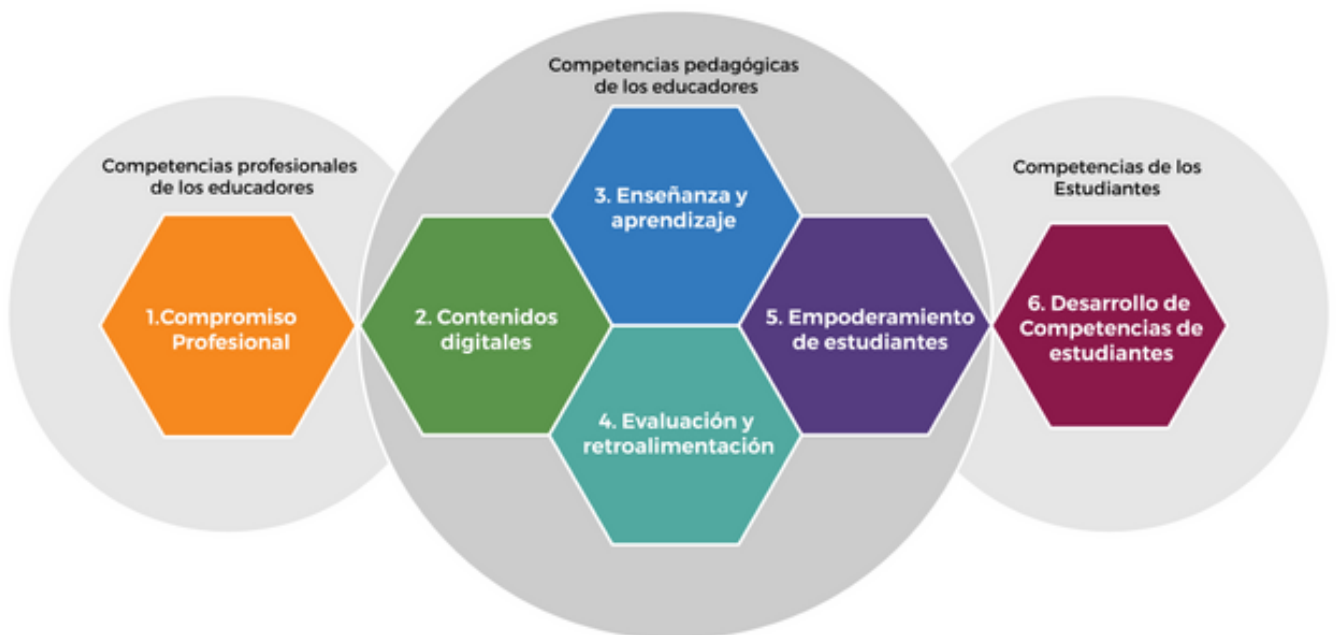 Competencias profesionales
de los educadores
1.Compromiso
Profesional
Competencias pedagógicas
de los educadores
2. Contenidos
digitales
3. Enseñanza y
aprendizaje
4. Evaluación y
retroalimentación
5. Empoderamiento
de estudiantes
Competencias de los
Estudiantes
6. Desarrollo de
Competencias de
estudiantes